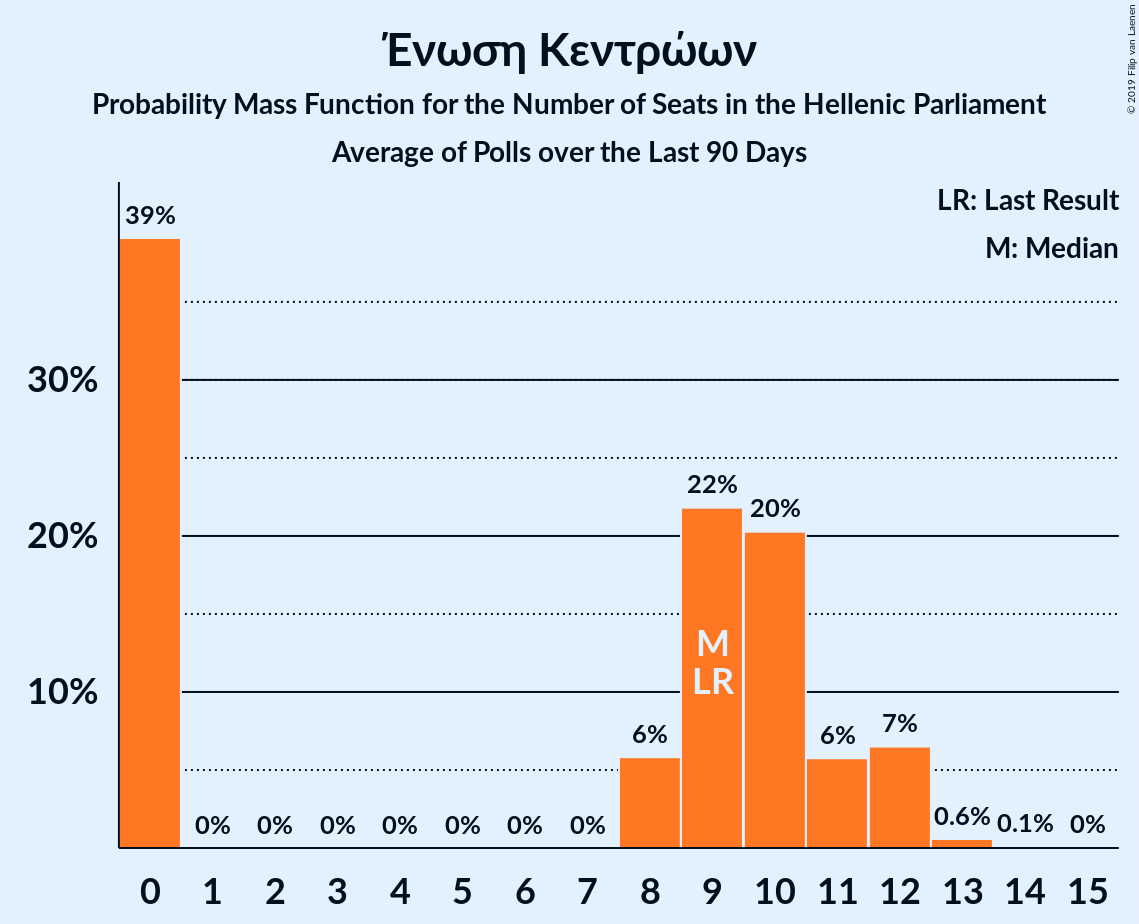 Ένωση Κεντρώων
Probability Mass Function for the Number of Seats in the Hellenic Parliament
Average of Polls over the Last 90 Days
© 2019 Filip van Laenen
LR: Last Result
M: Median
39%
30%
22%
20%
20%
M
LR
10%
6%
6%
7%
0%
0%
0%
0%
0%
0%
0%
0.6%
0.1%
0%
0 1 2 3 4 5 6 7 8 9 10 11 12 13 14 15